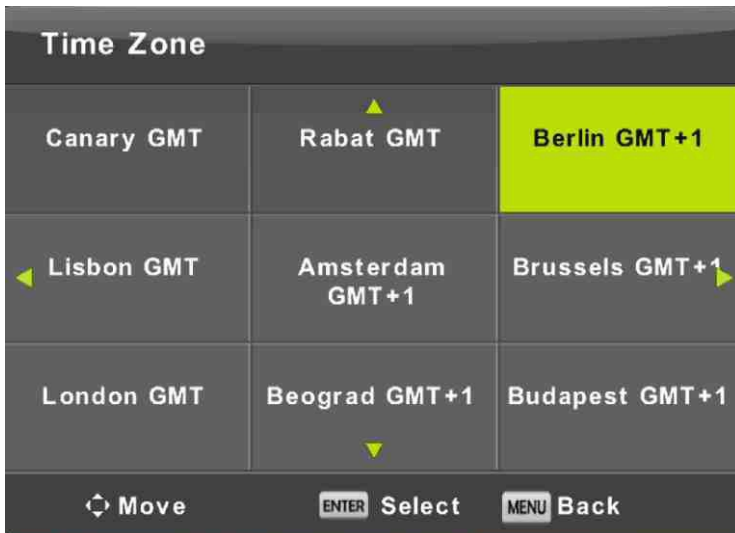 Time Zone
Canary GMT
Rabat GMT
Berlin GMT+1
Lisbon GMT
Amsterdam
GMT+1
Brussels GMT+1
London GMT
Beograd GMT+1
Budapest GMT+1
Move
ENTER Select
MENU Back